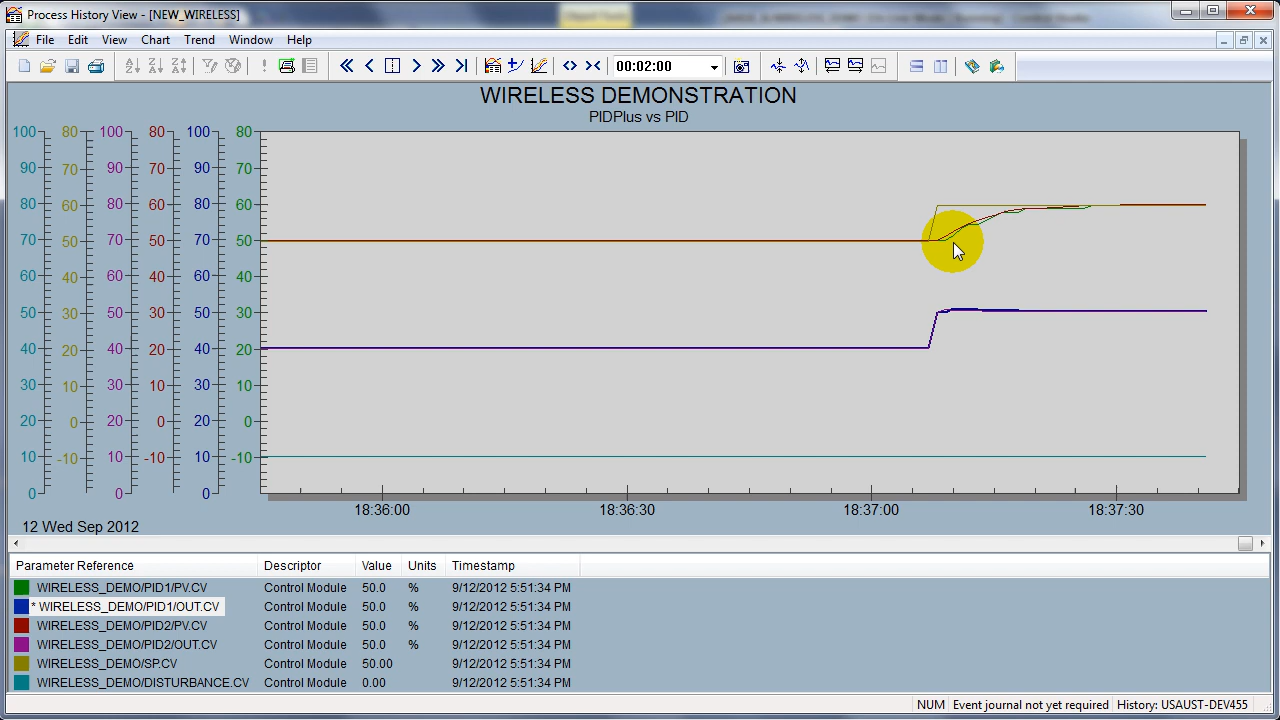 Process History View - [NEW_WIRELESS]
File Edit View Chart Trend Window Help
00:02:00
WIRELESS DEMONSTRATION
PIDPlus vs PID
100 80 100 80 100 80
90 70 90 70 90 70
80 60 80 60 80 60
70 50 70 50 70 50
60 40 60 40 60 40
50 30 50 30 50 30
40 20 40 20 40 20
30 10 30 10 30 10
20 0 20 0 20 0
10 -10 10 -10 10 -10
0 0 0
18:36:00 18:36:30 18:37:00 18:37:30
12 Wed Sep 2012
Parameter Reference Descriptor Value Units Timestamp
WIRELESS_DEMO/PID1/PV.CV Control Module 50.0 % 9/12/2012 5:51:34 PM
* WIRELESS_DEMO/PID1/OUT.CV Control Module 50.0 % 9/12/2012 5:51:34 PM
WIRELESS_DEMO/PID2/PV.CV Control Module 50.0 % 9/12/2012 5:51:34 PM
WIRELESS_DEMO/PID2/OUT.CV Control Module 50.0 % 9/12/2012 5:51:34 PM
WIRELESS_DEMO/SP.CV Control Module 50.00 9/12/2012 5:51:34 PM
WIRELESS_DEMO/DISTURBANCE.CV Control Module 0.00 9/12/2012 5:51:34 PM
NUM Event journal not yet required History: USAUST-DEV455